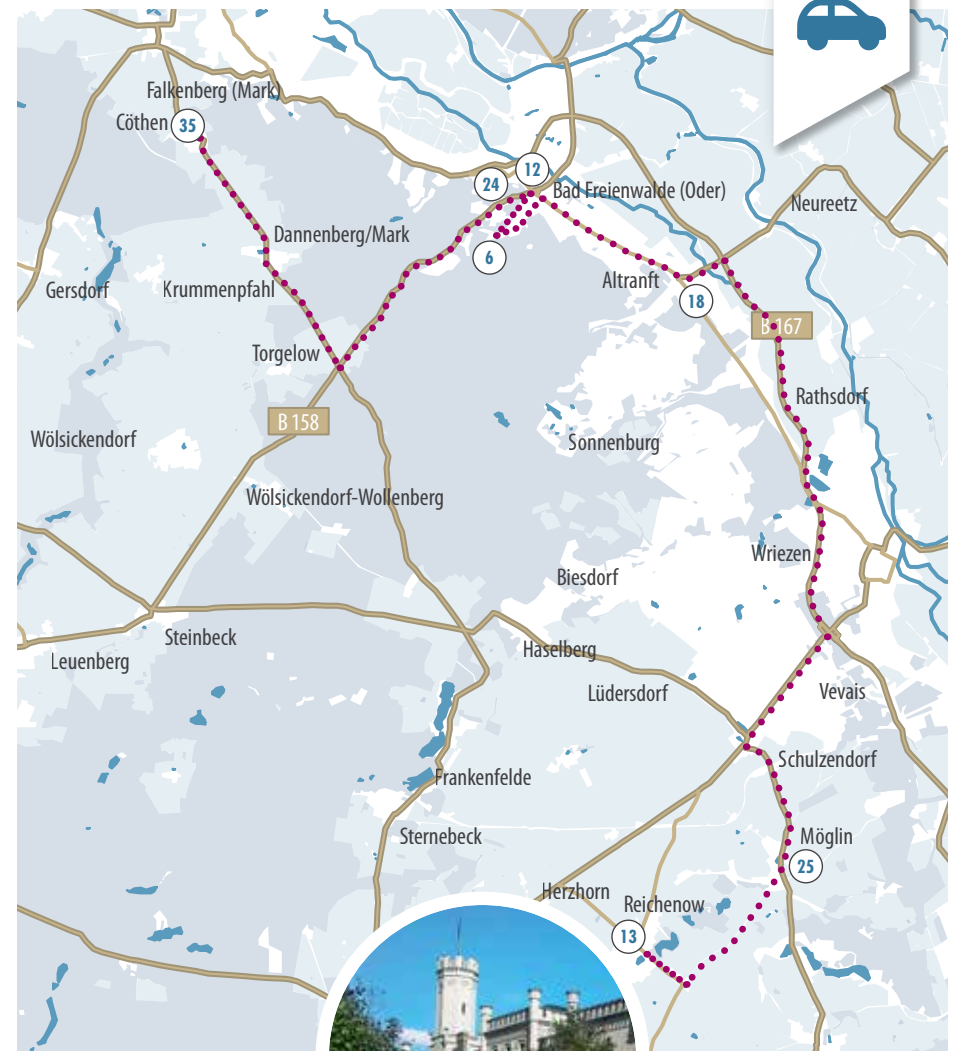 Falkenberg (Mark)
Cöthen
35
12
24
Bad Freienwalde (Oder)
Neureetz
Dannenberg/Mark
6
Altranft
Gersdorf
Krummenpfahl
18
B 167
Torgelow
Rathsdorf
B 158
Wölsickendorf
Sonnenburg
Wölsickendorf-Wollenberg
Wriezen
Biesdorf
Steinbeck
Haselberg
Leuenberg
Lüdersdorf
Vevais
Schulzendorf
Frankenfelde
Sternebeck
Möglin
25
Herzhorn
Reichenow
13